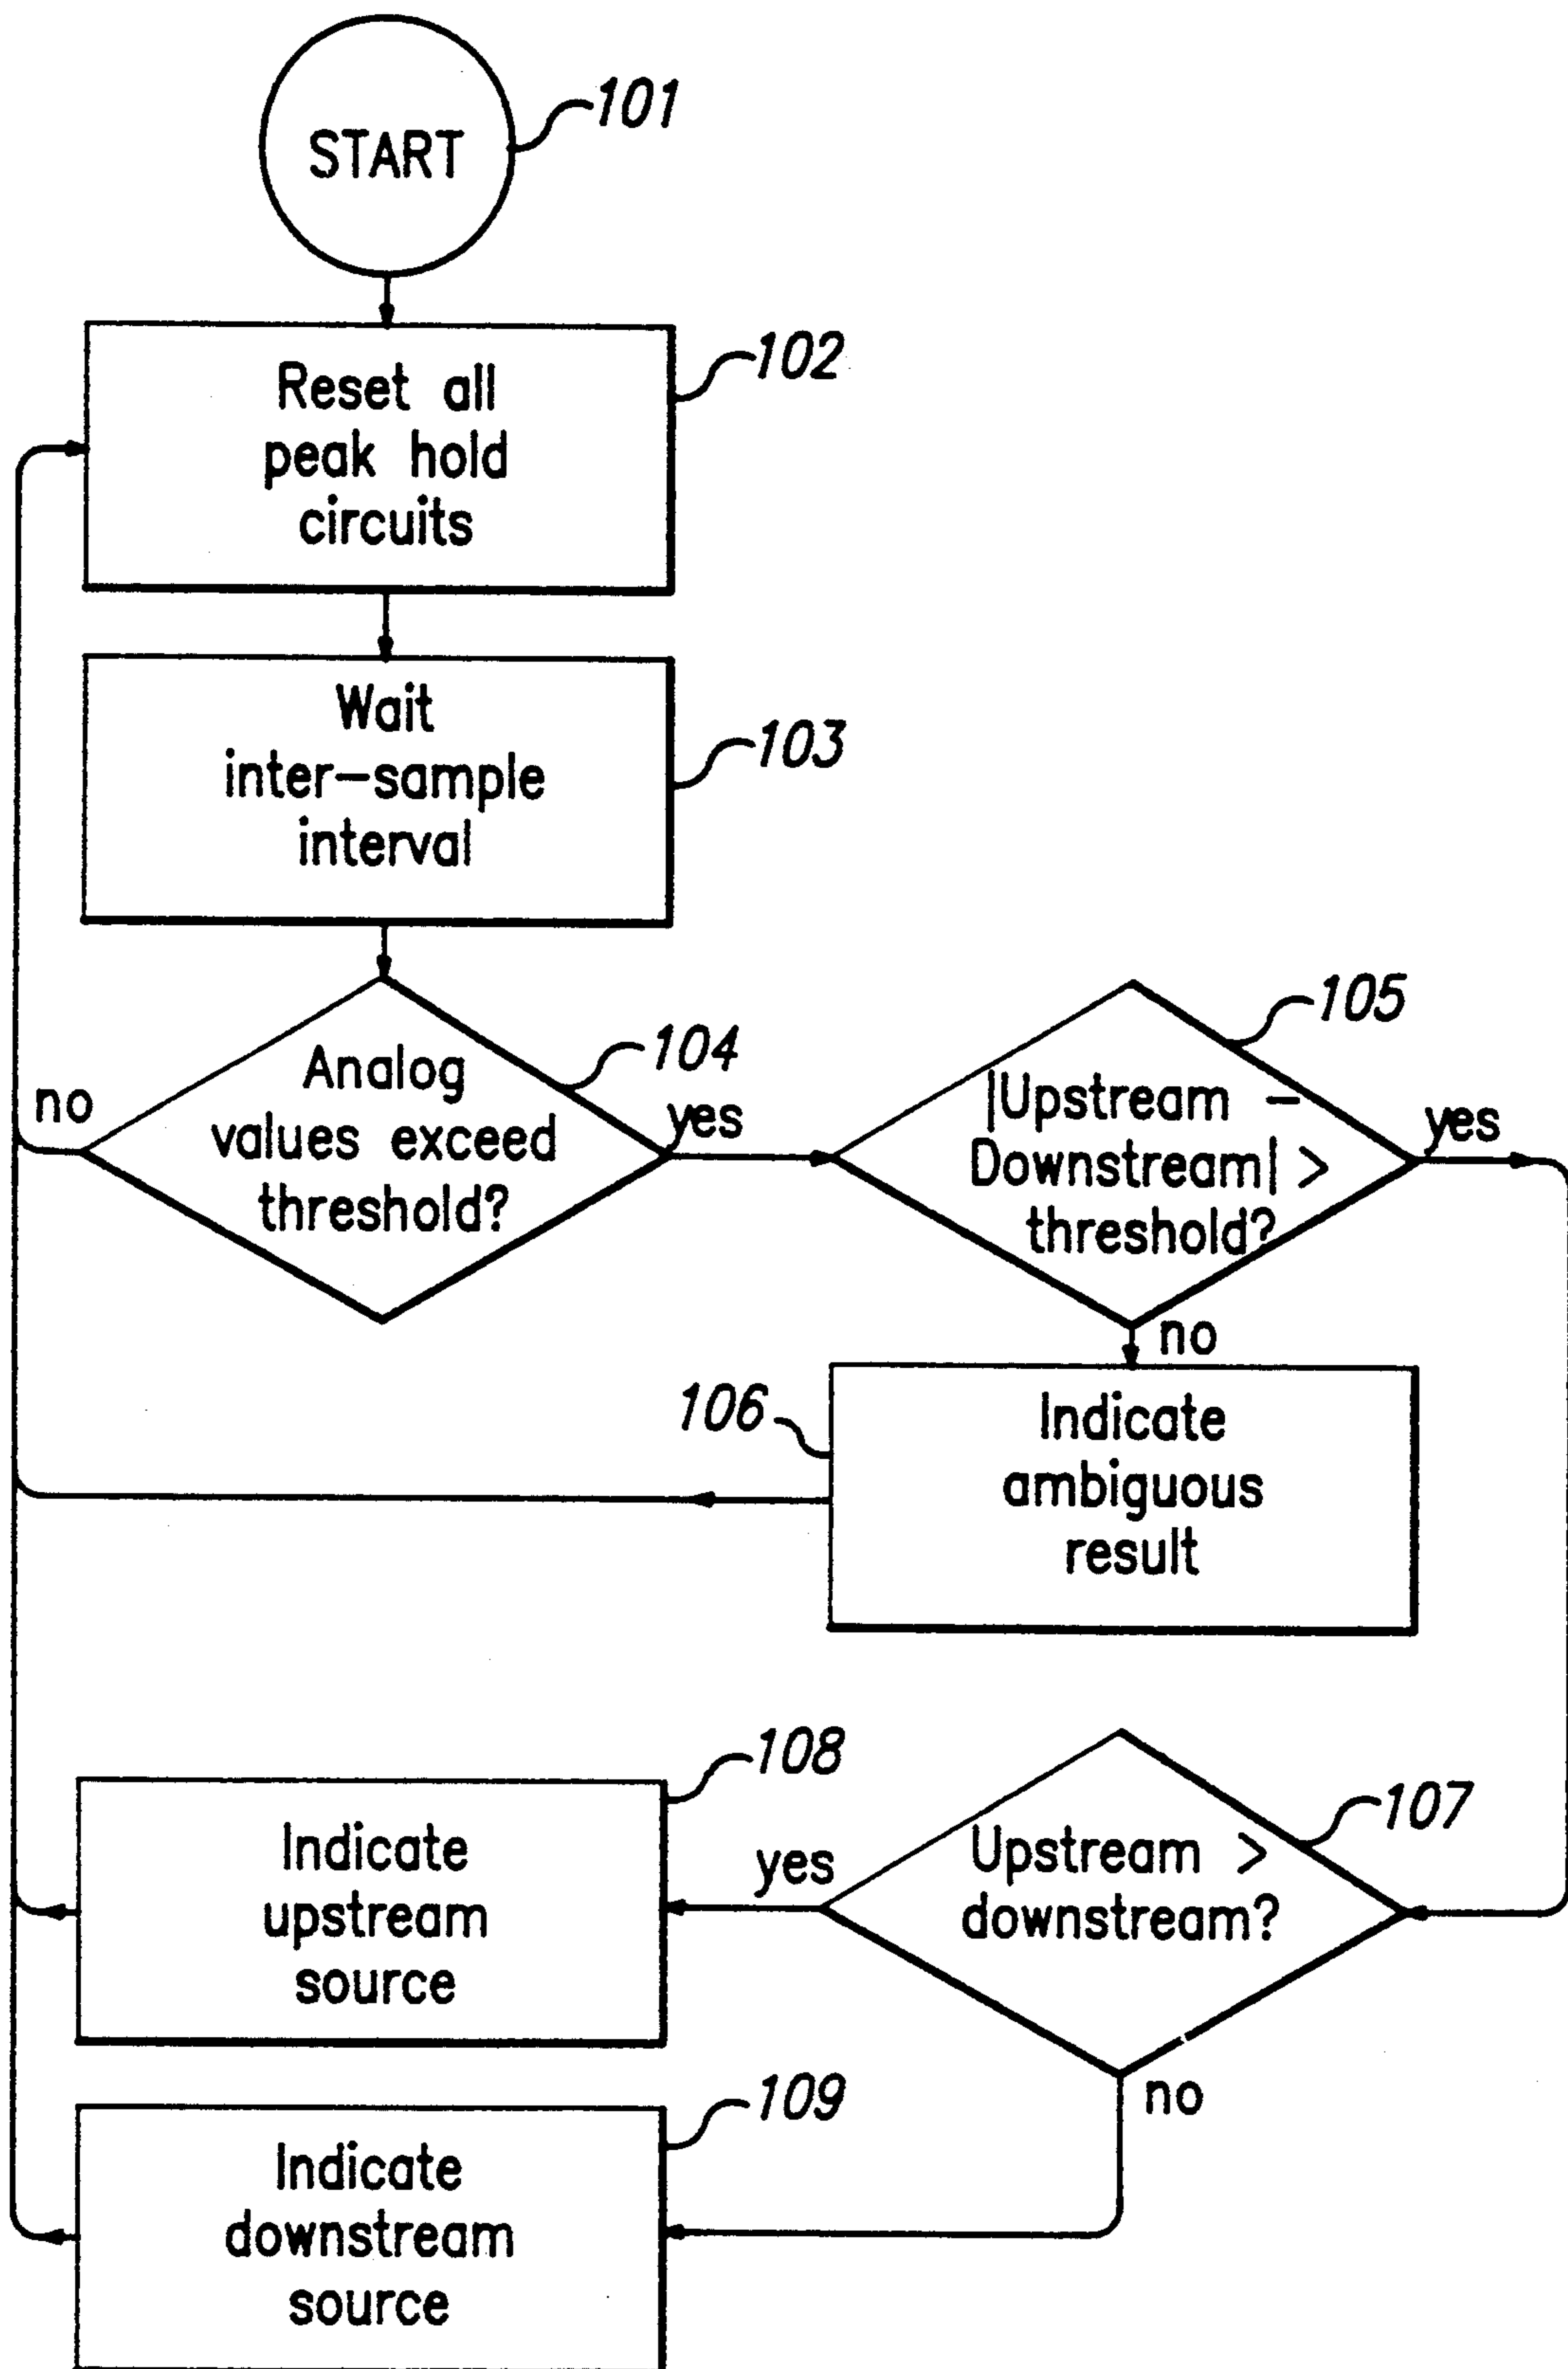 START
101
Reset all
peak hold
circuits
102
Wait
inter-sample
interval
103
Analog
values exceed
threshold?
104
no
yes
|Upstream -
Downstream| >
threshold?
105
yes
no
Indicate
ambiguous
result
106
Upstream >
downstream?
107
yes
no
Indicate
upstream
source
108
Indicate
downstream
source
109